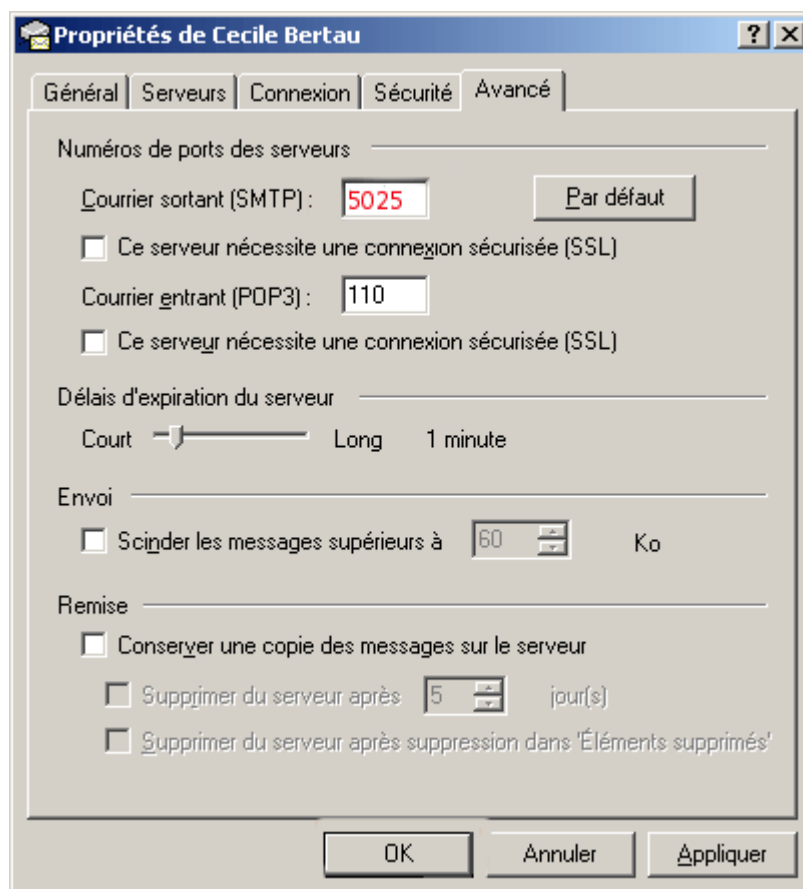 Propriétés de Cecile Bertau
Général Serveurs Connexion Sécurité Avancé
Numéros de ports des serveurs
Courrier sortant (SMTP) : 5025 Par défaut
Ce serveur nécessite une connexion sécurisée (SSL)
Courrier entrant (POP3) : 110
Ce serveur nécessite une connexion sécurisée (SSL)
Délais d'expiration du serveur
Court Long 1 minute
Envoi
Scinder les messages supérieurs à 60 Ko
Remise
Conserver une copie des messages sur le serveur
Supprimer du serveur après 5 jour(s)
Supprimer du serveur après suppression dans 'Éléments supprimés'
OK Annuler Appliquer